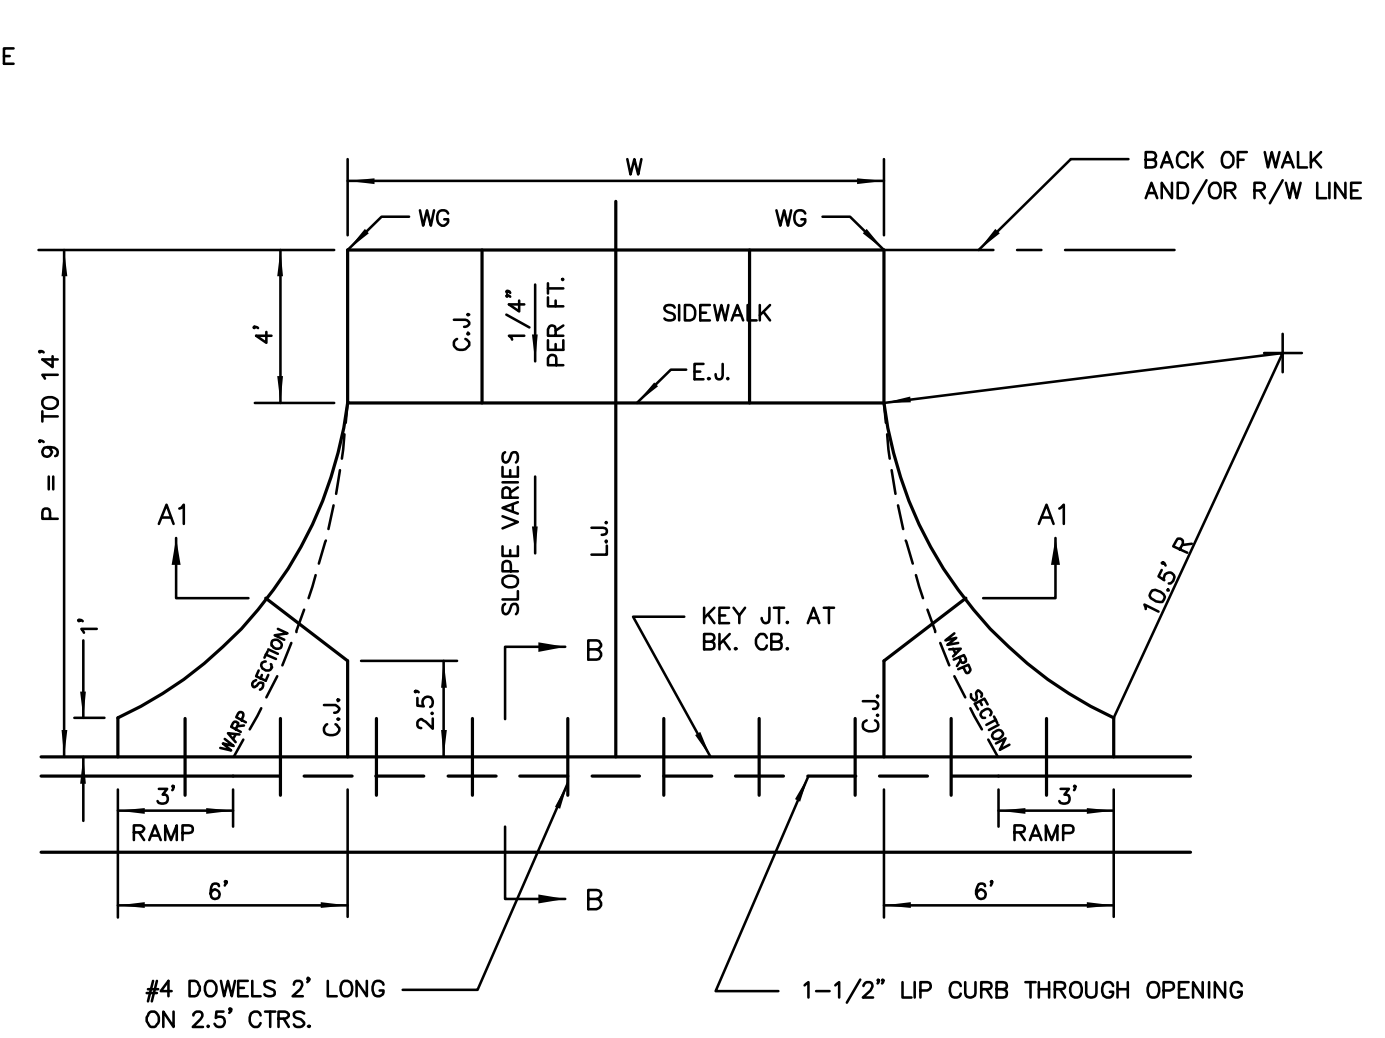 E
W
BACK OF WALK
AND/OR R/W LINE
WG
WG
4'
C.J.
1/4"
PER FT.
SIDEWALK
E.J.
P = 9' TO 14'
A1
SLOPE VARIES
L.J.
A1
10.5' R
1'
KEY JT. AT
BK. CB.
B
WARP SECTION
C.J.
2.5'
C.J.
WARP SECTION
3'
RAMP
3'
RAMP
6'
B
6'
#4 DOWELS 2' LONG
ON 2.5' CTRS.
1-1/2" LIP CURB THROUGH OPENING